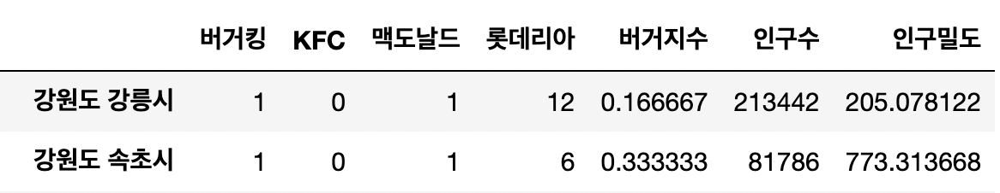 버거킹 KFC 맥도날드 롯데리아 버거지수 인구수 인구밀도
강원도 강릉시 1 0 1 12 0.166667 213442 205.078122
강원도 속초시 1 0 1 6 0.333333 81786 773.313668